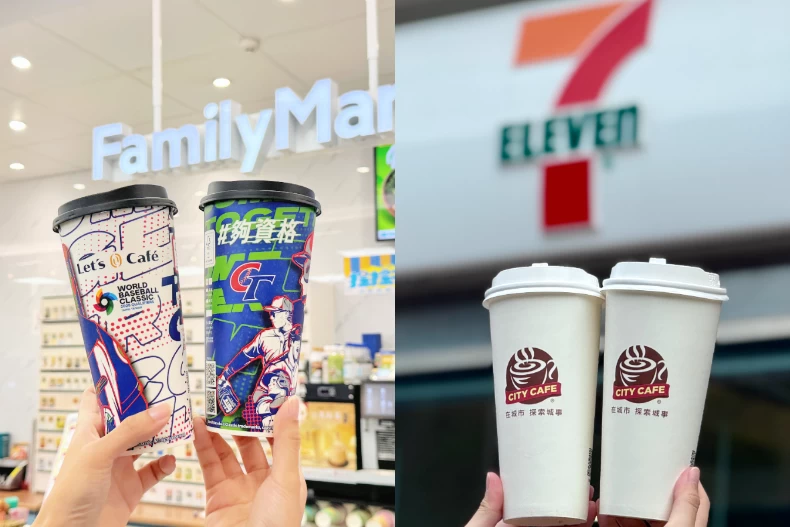 FamilyMar
Let's Café
WORLD
BASEBALL
CLASSIC
TOGET
#夠資格
CT
7
ELEVEN
CITY CAFE
在城市 探索城事
CITY CAFE
在城市 探索城事